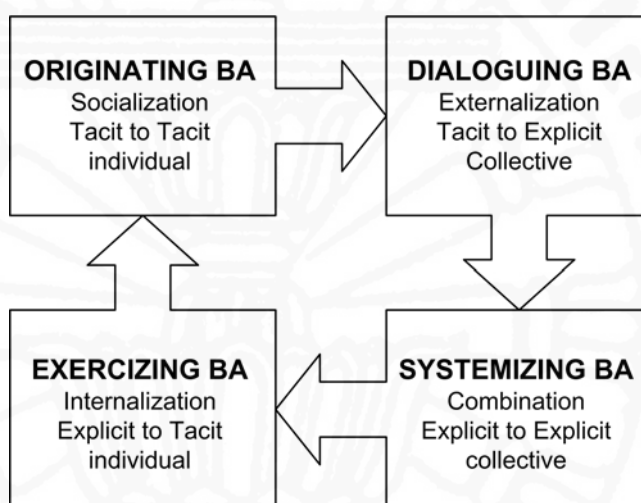 ORIGINATING BA
Socialization
Tacit to Tacit
individual
DIALOGUING BA
Externalization
Tacit to Explicit
Collective
EXERCIZING BA
Internalization
Explicit to Tacit
individual
SYSTEMIZING BA
Combination
Explicit to Explicit
collective